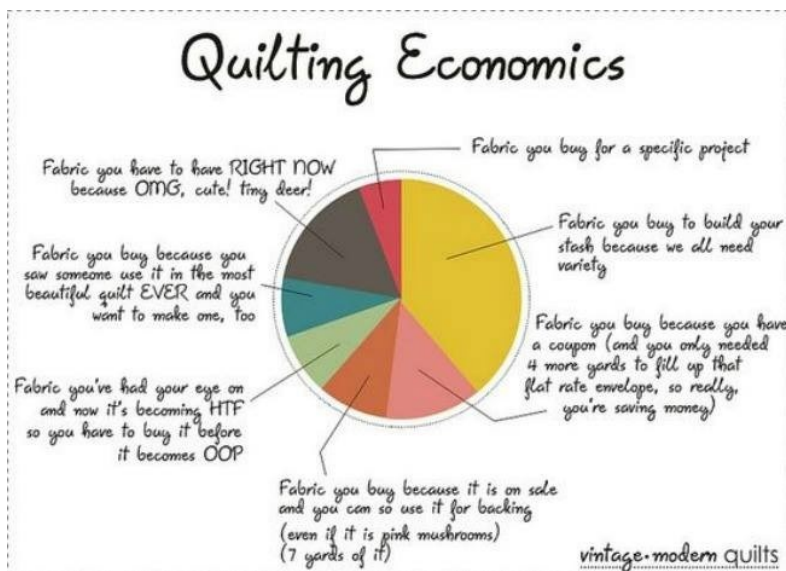 Quilting Economics
Fabric you buy for a specific project
Fabric you have to have RIGHT NOW
because OMG, cute! tiny deer!
Fabric you buy to build your
stash because we all need
variety
Fabric you buy because you
saw someone use it in the most
beautiful quilt EVER and you
want to make one, too
Fabric you buy because you have
a coupon (and you only needed
4 more yards to fill up that
flat rate envelope, so really,
you're saving money)
Fabric you've had your eye on
and now it's becoming HTF
so you have to buy it before
it becomes OOP
Fabric you buy because it is on sale
and you can so use it for backing
(even if it is pink mushrooms)
(7 yards of it)
vintage•modern quilts